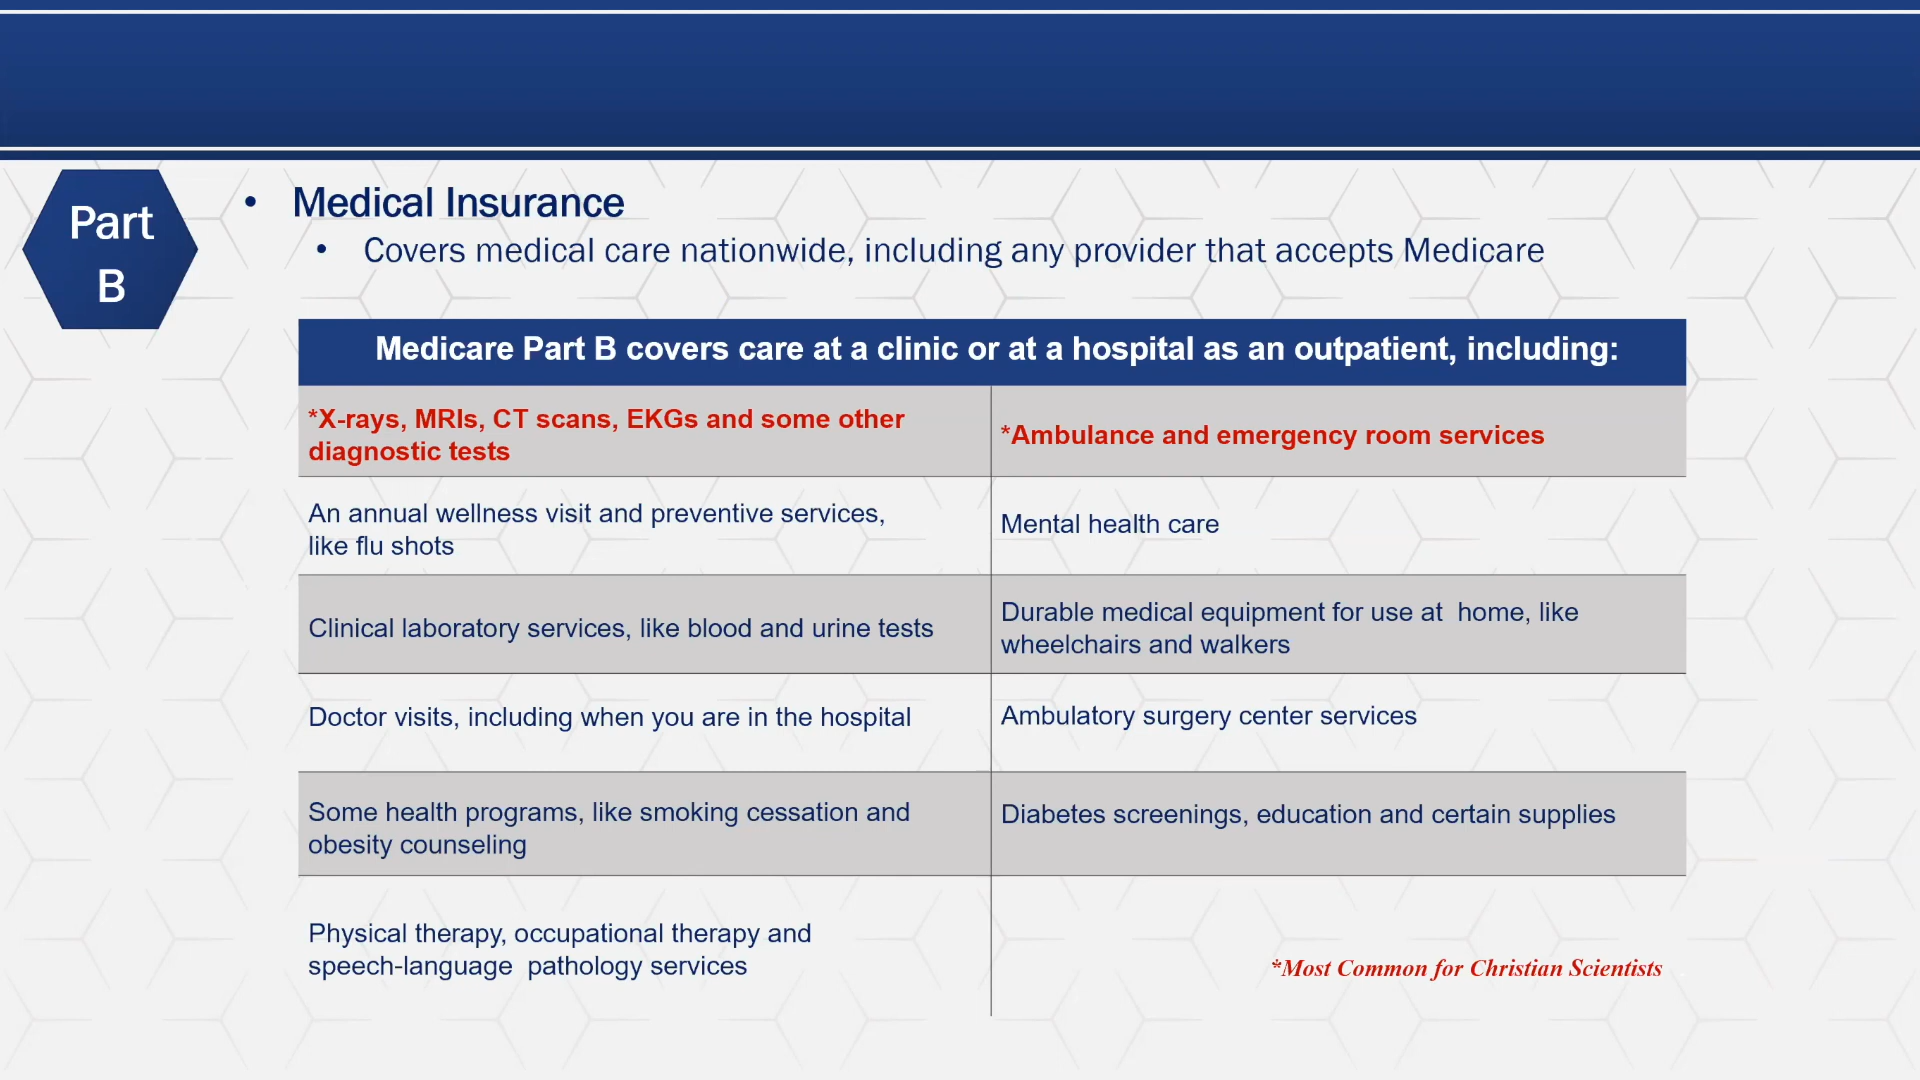 Part
B
• Medical Insurance
• Covers medical care nationwide, including any provider that accepts Medicare
Medicare Part B covers care at a clinic or at a hospital as an outpatient, including:
*X-rays, MRIs, CT scans, EKGs and some other
diagnostic tests
*Ambulance and emergency room services
An annual wellness visit and preventive services,
like flu shots
Mental health care
Clinical laboratory services, like blood and urine tests
Durable medical equipment for use at  home, like
wheelchairs and walkers
Doctor visits, including when you are in the hospital
Ambulatory surgery center services
Some health programs, like smoking cessation and
obesity counseling
Diabetes screenings, education and certain supplies
Physical therapy, occupational therapy and
speech-language  pathology services
*Most Common for Christian Scientists